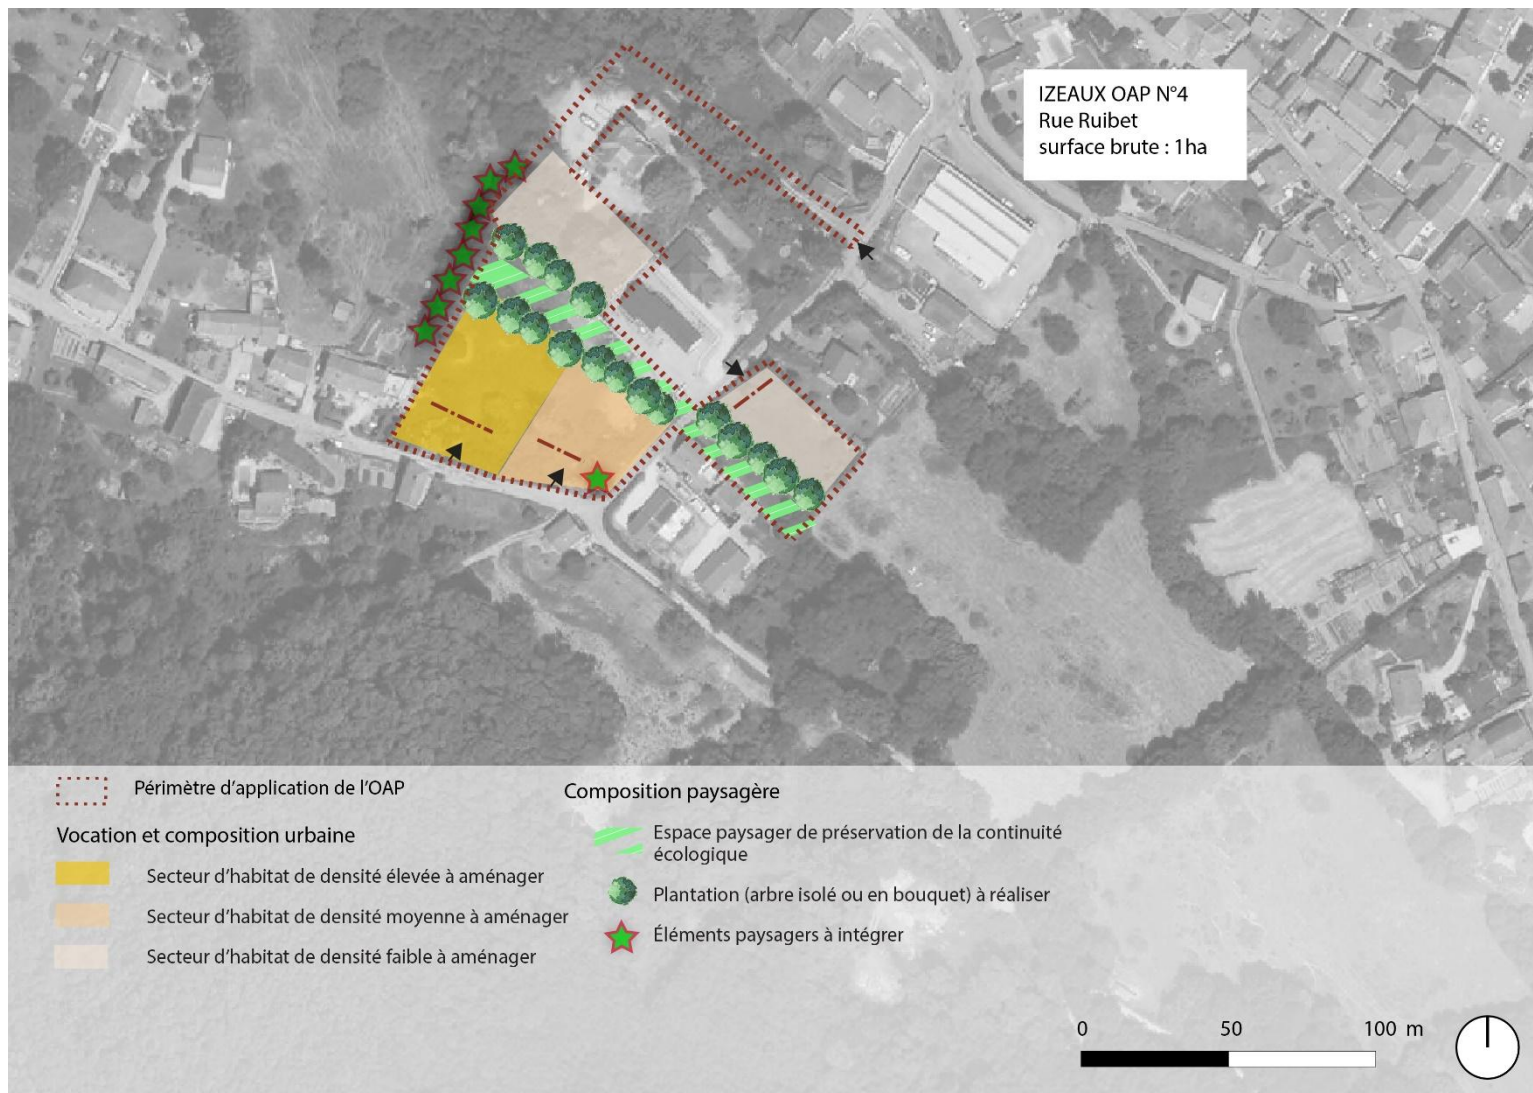 IZEAUX OAP N°4
Rue Ruibet
surface brute : 1ha
Périmètre d'application de l'OAP
Vocation et composition urbaine
Secteur d'habitat de densité élevée à aménager
Secteur d'habitat de densité moyenne à aménager
Secteur d'habitat de densité faible à aménager
Composition paysagère
Espace paysager de préservation de la continuité
écologique
Plantation (arbre isolé ou en bouquet) à réaliser
Éléments paysagers à intégrer
0 50 100 m